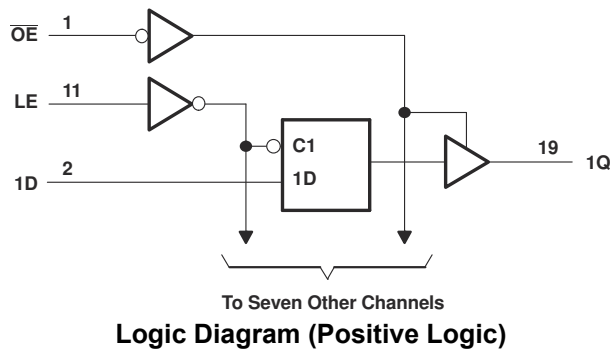 OE 1
LE 11
C1
1D 2 1D
19 1Q
To Seven Other Channels
Logic Diagram (Positive Logic)